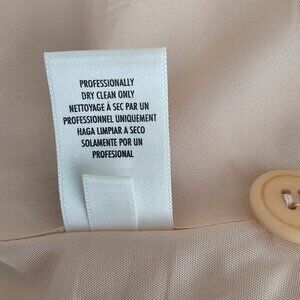 PROFESSIONALLY
DRY CLEAN ONLY
NETTOYAGE À SEC PAR UN
PROFESSIONNEL UNIQUEMENT
HAGA LIMPIAR A SECO
SOLAMENTE POR UN
PROFESIONAL